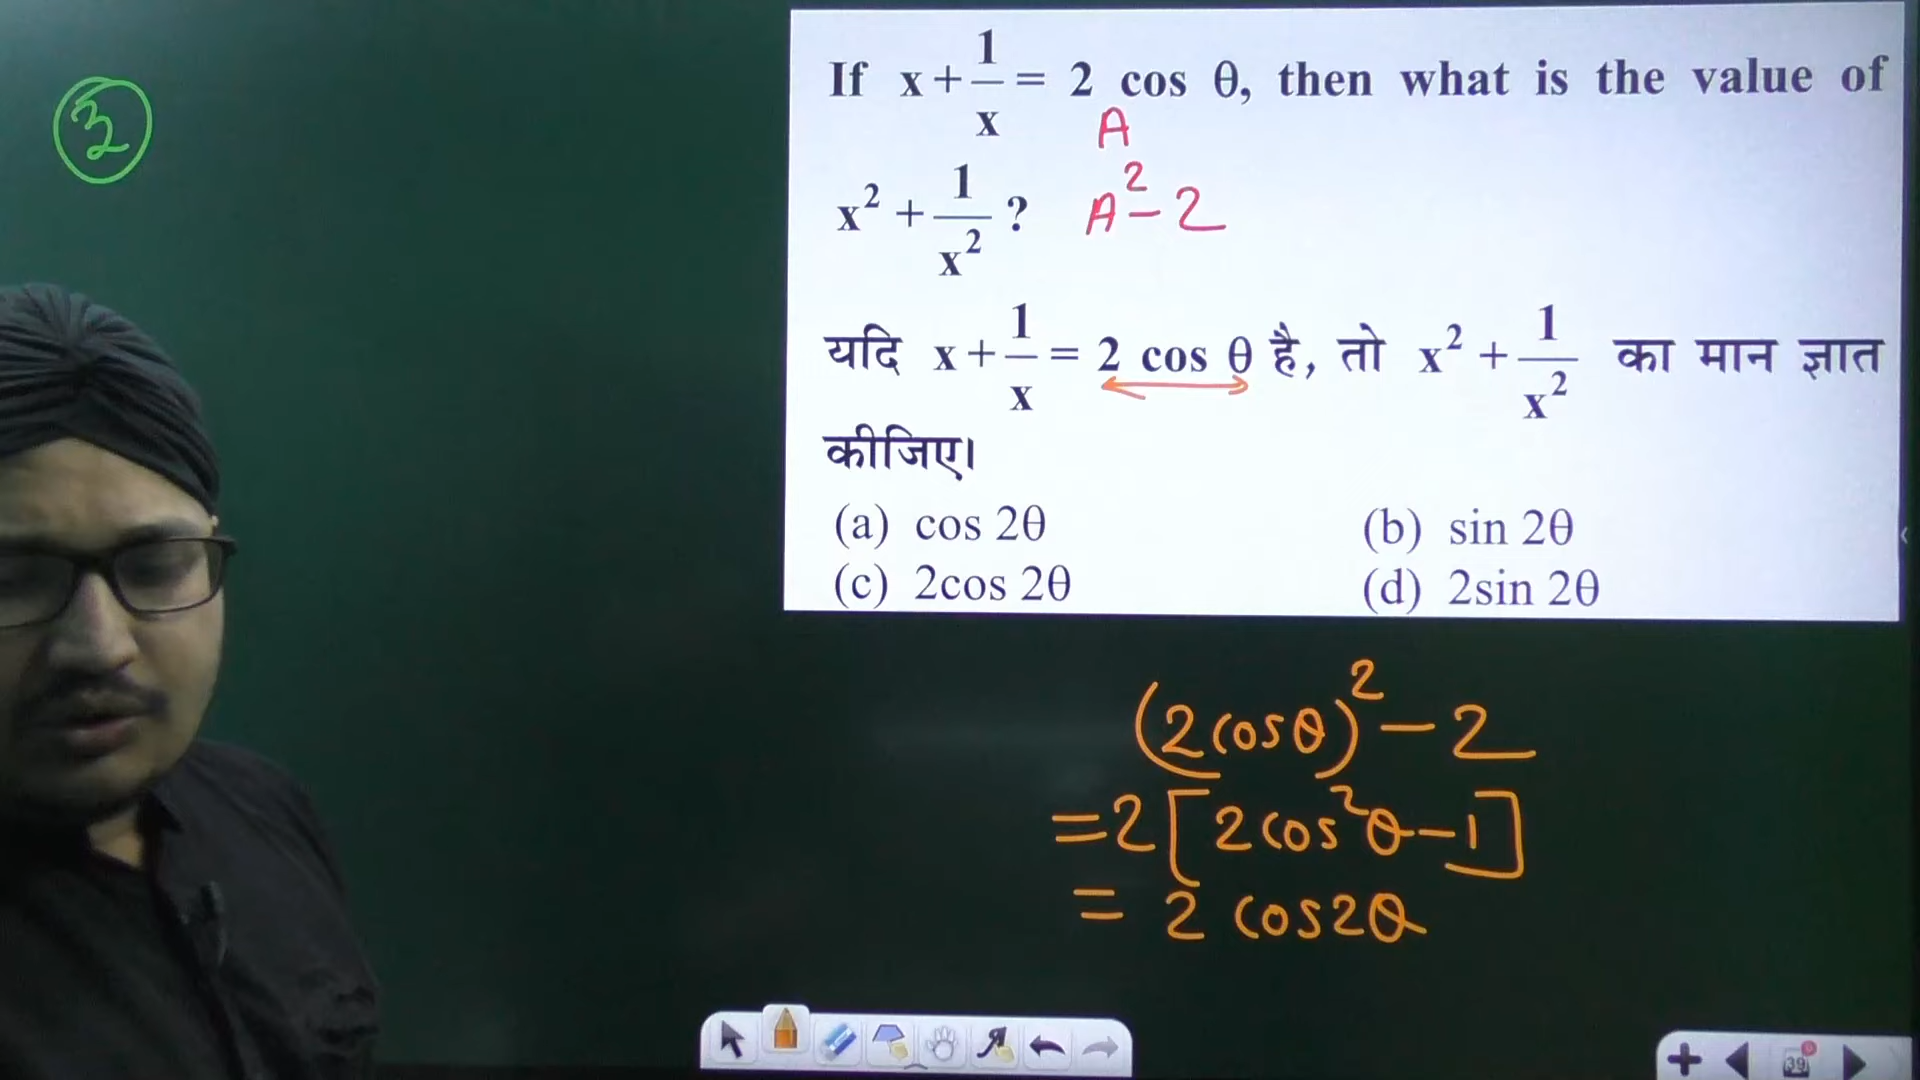 3
If x + 1/x = 2 cos θ, then what is the value of
A
x² + 1/x² ? A² - 2
यदि x + 1/x = 2 cos θ है, तो x² + 1/x² का मान ज्ञात
कीजिए।
(a) cos 2θ (b) sin 2θ
(c) 2cos 2θ (d) 2sin 2θ
(2cosθ)² - 2
= 2[2cos²θ - 1]
= 2 cos2θ
39